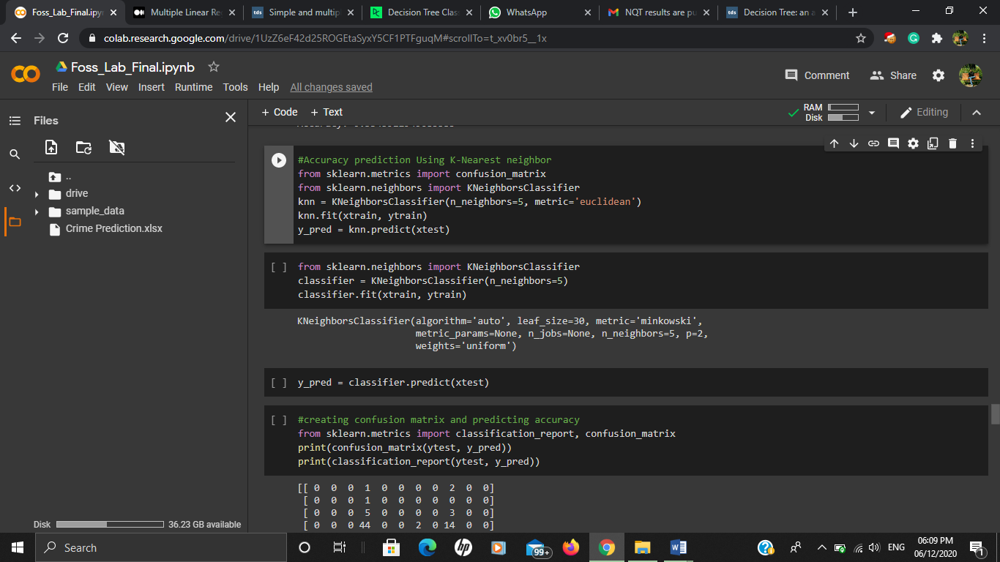 Foss_Lab_Final.ipyn
Multiple Linear Re
tds Simple and multip
Decision Tree Clas
WhatsApp
NQT results are pu
tds Decision Tree: an a
colab.research.google.com/drive/1UzZ6eF42d25ROGEtaSyxY5CF1PTFguqM#scrollTo=t_xv0br5__1x
Foss_Lab_Final.ipynb
File Edit View Insert Runtime Tools Help All changes saved
Comment Share
Files
+ Code + Text
RAM
Disk
Editing
..
drive
sample_data
Crime Prediction.xlsx
#Accuracy prediction Using K-Nearest neighbor
from sklearn.metrics import confusion_matrix
from sklearn.neighbors import KNeighborsClassifier
knn = KNeighborsClassifier(n_neighbors=5, metric='euclidean')
knn.fit(xtrain, ytrain)
y_pred = knn.predict(xtest)
[ ] from sklearn.neighbors import KNeighborsClassifier
classifier = KNeighborsClassifier(n_neighbors=5)
classifier.fit(xtrain, ytrain)
KNeighborsClassifier(algorithm='auto', leaf_size=30, metric='minkowski',
metric_params=None, n_jobs=None, n_neighbors=5, p=2,
weights='uniform')
[ ] y_pred = classifier.predict(xtest)
[ ] #creating confusion matrix and predicting accuracy
from sklearn.metrics import classification_report, confusion_matrix
print(confusion_matrix(ytest, y_pred))
print(classification_report(ytest, y_pred))
[[ 0 0 0 1 0 0 0 0 2 0 0]
[ 0 0 0 1 0 0 0 0 0 0 0]
[ 0 0 0 5 0 0 0 0 3 0 0]
[ 0 0 0 44 0 0 2 0 14 0 0]
Disk 36.23 GB available
Search
hp
99+
W
ENG
06:09 PM
06/12/2020
1